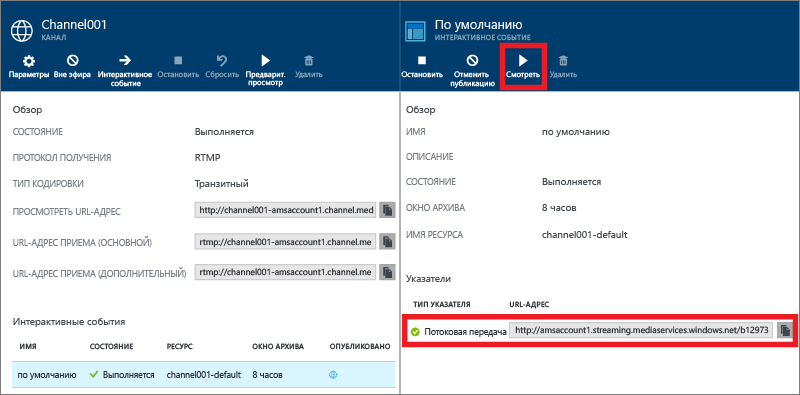 Channel001
КАНАЛ
Параметры
Вне эфира
Интерактивное
событие
Остановить
Сбросить
Предварит.
просмотр
Удалить
Обзор
СОСТОЯНИЕ Выполняется
ПРОТОКОЛ ПОЛУЧЕНИЯ RTMP
ТИП КОДИРОВКИ Транзитный
ПРОСМОТРЕТЬ URL-АДРЕС http://channel001-amsaccount1.channel.med
URL-АДРЕС ПРИЕМА (ОСНОВНОЙ) rtmp://channel001-amsaccount1.channel.me
URL-АДРЕС ПРИЕМА (ДОПОЛНИТЕЛЬНЫЙ) rtmp://channel001-amsaccount1.channel.me
Интерактивные события
ИМЯ СОСТОЯНИЕ РЕСУРС ОКНО АРХИВА ОПУБЛИКОВАНО
по умолчанию Выполняется channel001-default 8 часов
По умолчанию
ИНТЕРАКТИВНОЕ СОБЫТИЕ
Остановить
Отменить
публикацию
Смотреть
Удалить
Обзор
ИМЯ по умолчанию
ОПИСАНИЕ
СОСТОЯНИЕ Выполняется
ОКНО АРХИВА 8 часов
ИМЯ РЕСУРСА channel001-default
Указатели
ТИП УКАЗАТЕЛЯ URL-АДРЕС
Потоковая передача http://amsaccount1.streaming.mediaservices.windows.net/b12973